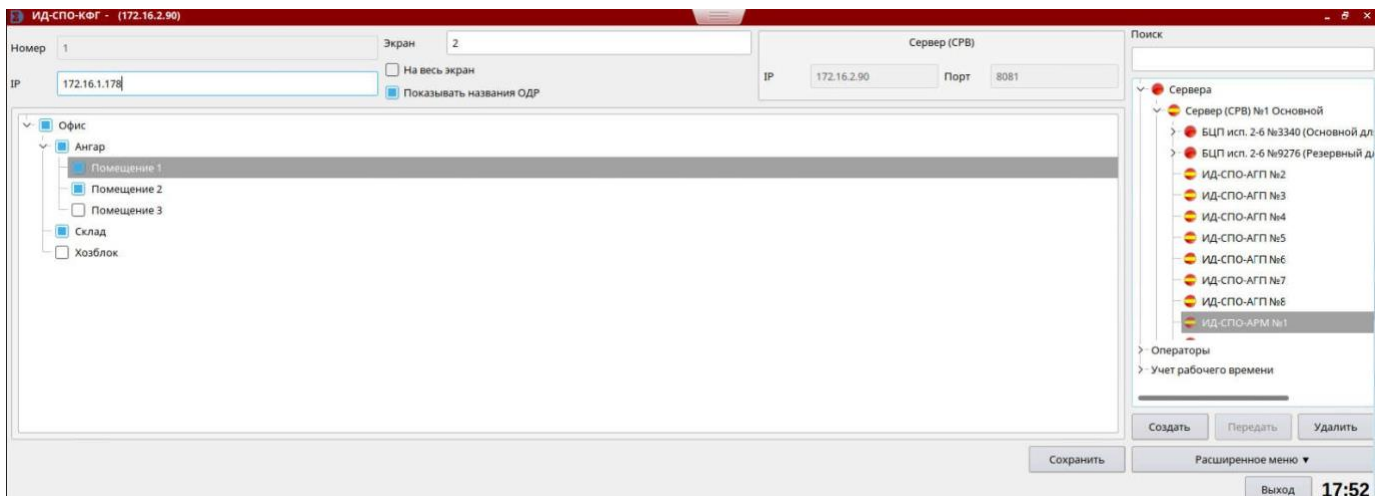 ИД-СПО-КФГ - (172.16.2.90)
Номер 1
IP 172.16.1.178
Экран 2
На весь экран
Показывать названия ОДР
Сервер (СРВ)
IP 172.16.2.90 Порт 8081
Офис
Ангар
Помещение 1
Помещение 2
Помещение 3
Склад
Хозблок
Сохранить
Поиск
Сервера
Сервер (СРВ) №1 Основной
БЦП исп. 2-6 №3340 (Основной дл
БЦП исп. 2-6 №9276 (Резервный д
ИД-СПО-АГП №2
ИД-СПО-АГП №3
ИД-СПО-АГП №4
ИД-СПО-АГП №5
ИД-СПО-АГП №6
ИД-СПО-АГП №7
ИД-СПО-АГП №8
ИД-СПО-АРМ №1
Операторы
Учет рабочего времени
Создать Передать Удалить
Расширенное меню ▼
Выход 17:52